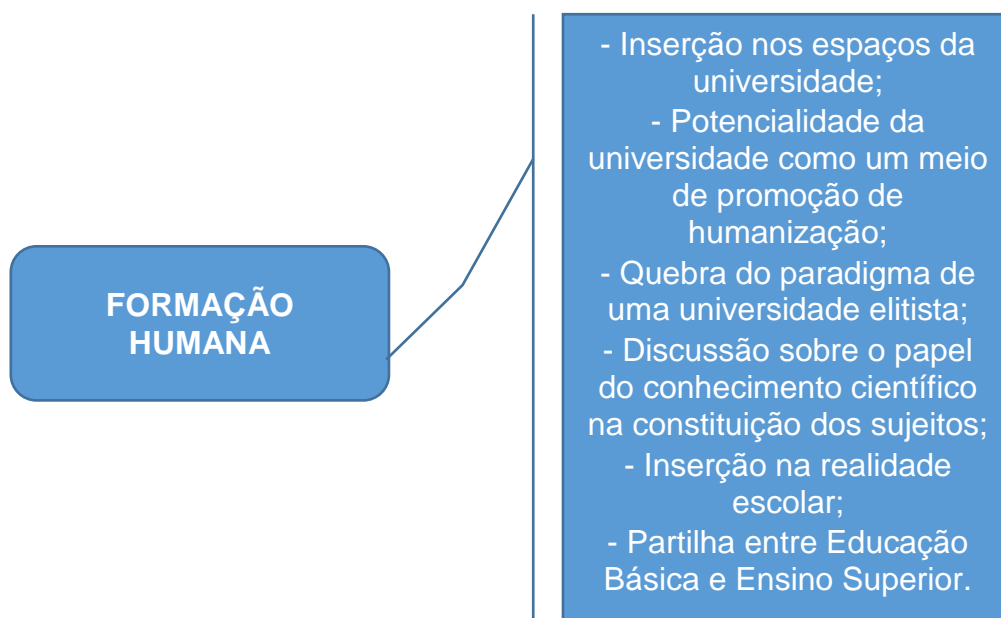 FORMAÇÃO
HUMANA
- Inserção nos espaços da
universidade;
- Potencialidade da
universidade como um meio
de promoção de
humanização;
- Quebra do paradigma de
uma universidade elitista;
- Discussão sobre o papel
do conhecimento científico
na constituição dos sujeitos;
- Inserção na realidade
escolar;
- Partilha entre Educação
Básica e Ensino Superior.